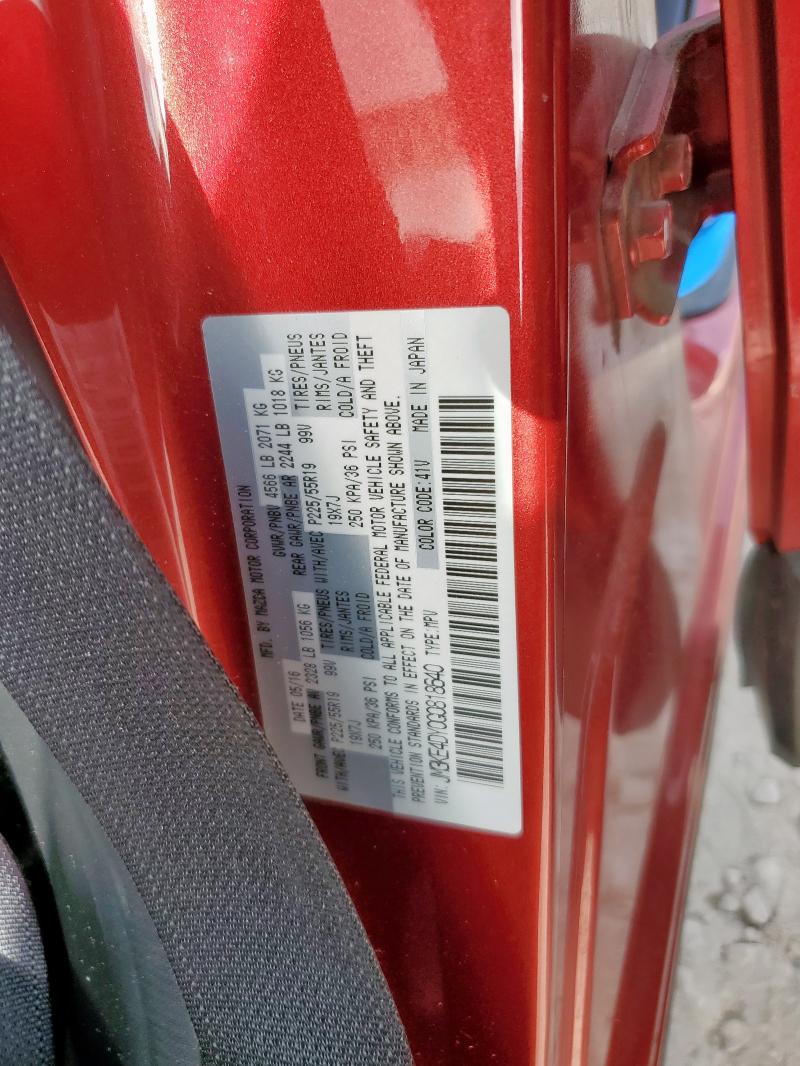 MFD. BY MAZDA MOTOR CORPORATION
DATE 05/16 GVWR/PNBV 4566 LB 2071 KG
FRONT GAWR/PNBE AV 2328 LB 1056 KG REAR GAWR/PNBE AR 2244 LB 1018 KG
WITH/AVEC P225/55R19 99V TIRES/PNEUS WITH/AVEC P225/55R19 99V TIRES/PNEUS
19X7J RIMS/JANTES 19X7J RIMS/JANTES
250 KPA/36 PSI COLD/A FROID 250 KPA/36 PSI COLD/A FROID
THIS VEHICLE CONFORMS TO ALL APPLICABLE FEDERAL MOTOR VEHICLE SAFETY AND THEFT
PREVENTION STANDARDS IN EFFECT ON THE DATE OF MANUFACTURE SHOWN ABOVE.
VIN: JM3KE4DY0G0818640 TYPE:MPV COLOR CODE:41V MADE IN JAPAN